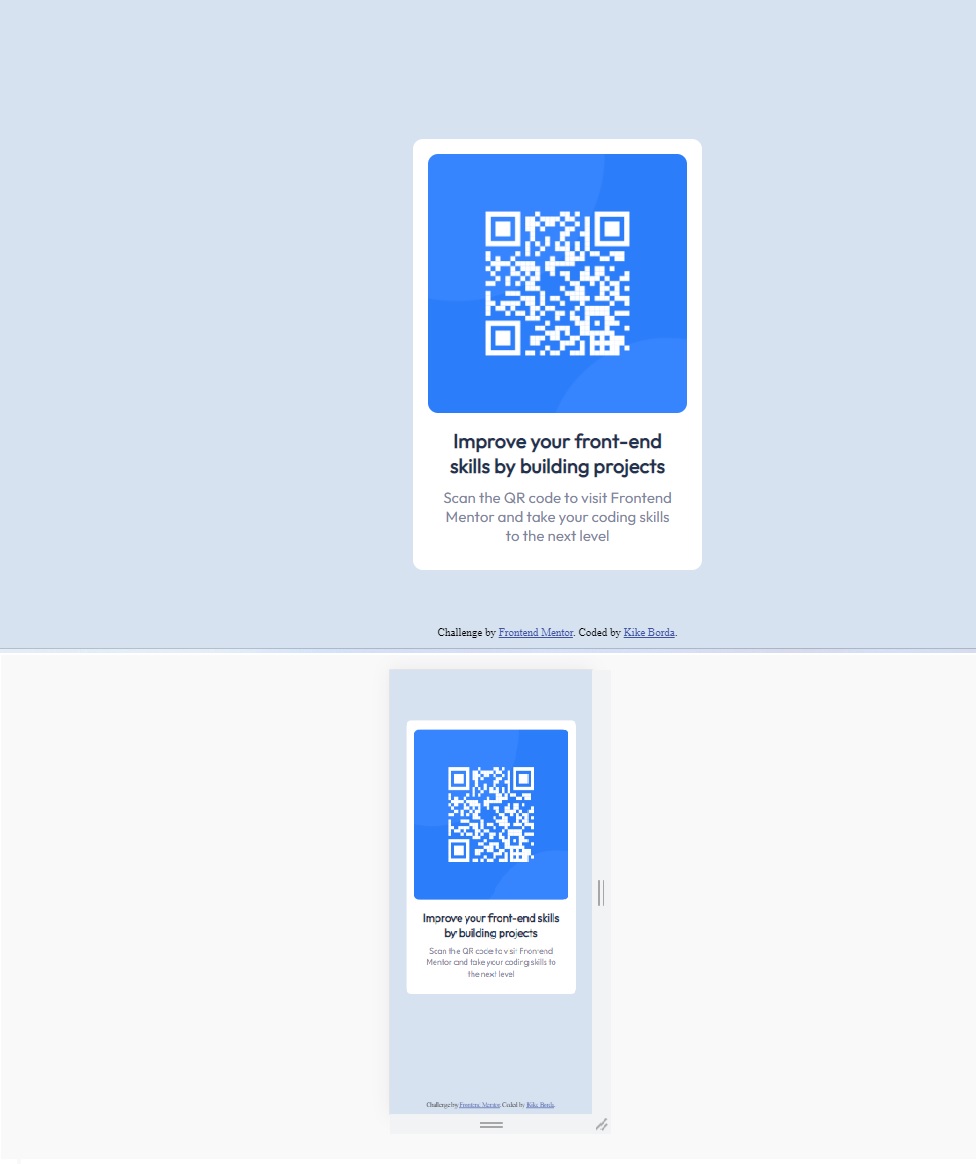 Improve your front-end
skills by building projects
Scan the QR code to visit Frontend
Mentor and take your coding skills
to the next level
Challenge by Frontend Mentor. Coded by Kike Borda.
Improve your front-end skills
by building projects
Scan the QR code to visit Frontend
Mentor and take your coding skills to
the next level
Challenge by Frontend Mentor. Coded by Kike Borda.